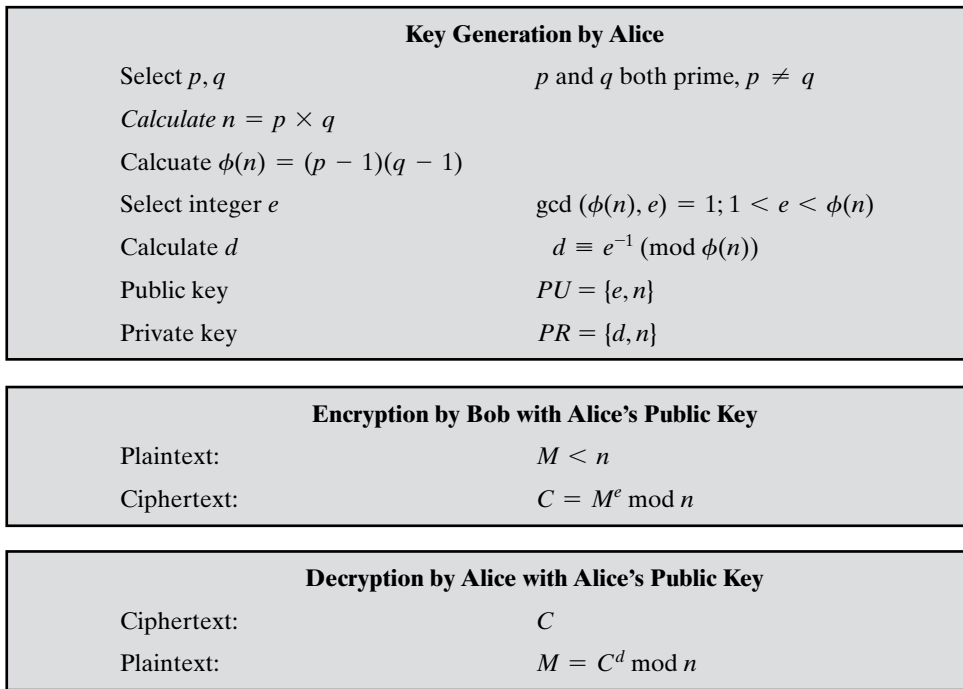 Key Generation by Alice
Select p, q p and q both prime, p ≠ q
Calculate n = p × q
Calcuate ϕ(n) = (p − 1)(q − 1)
Select integer e gcd (ϕ(n), e) = 1; 1 < e < ϕ(n)
Calculate d d ≡ e⁻¹ (mod ϕ(n))
Public key PU = {e, n}
Private key PR = {d, n}
Encryption by Bob with Alice’s Public Key
Plaintext: M < n
Ciphertext: C = Mᵉ mod n
Decryption by Alice with Alice’s Public Key
Ciphertext: C
Plaintext: M = Cᵈ mod n